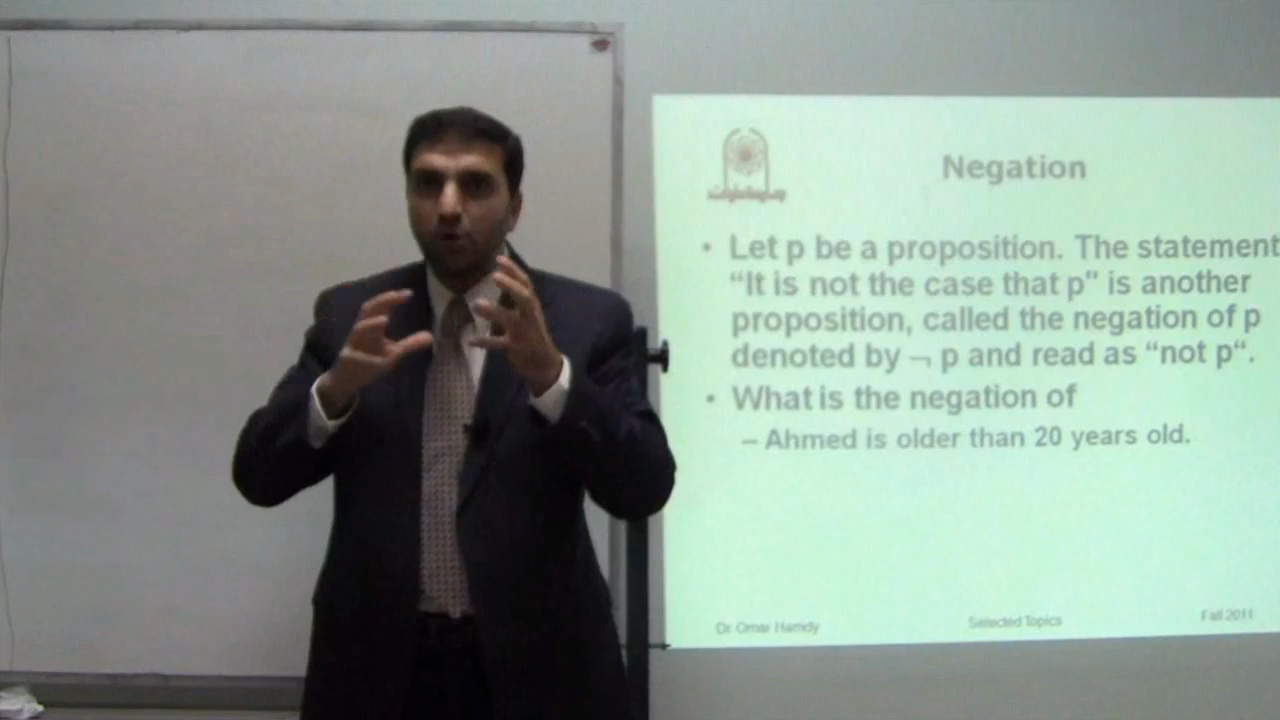 Negation
• Let p be a proposition. The statement
“It is not the case that p" is another
proposition, called the negation of p
denoted by ¬ p and read as “not p“.
• What is the negation of
– Ahmed is older than 20 years old.
Dr. Omar Hamdy
Selected Topics
Fall 2011